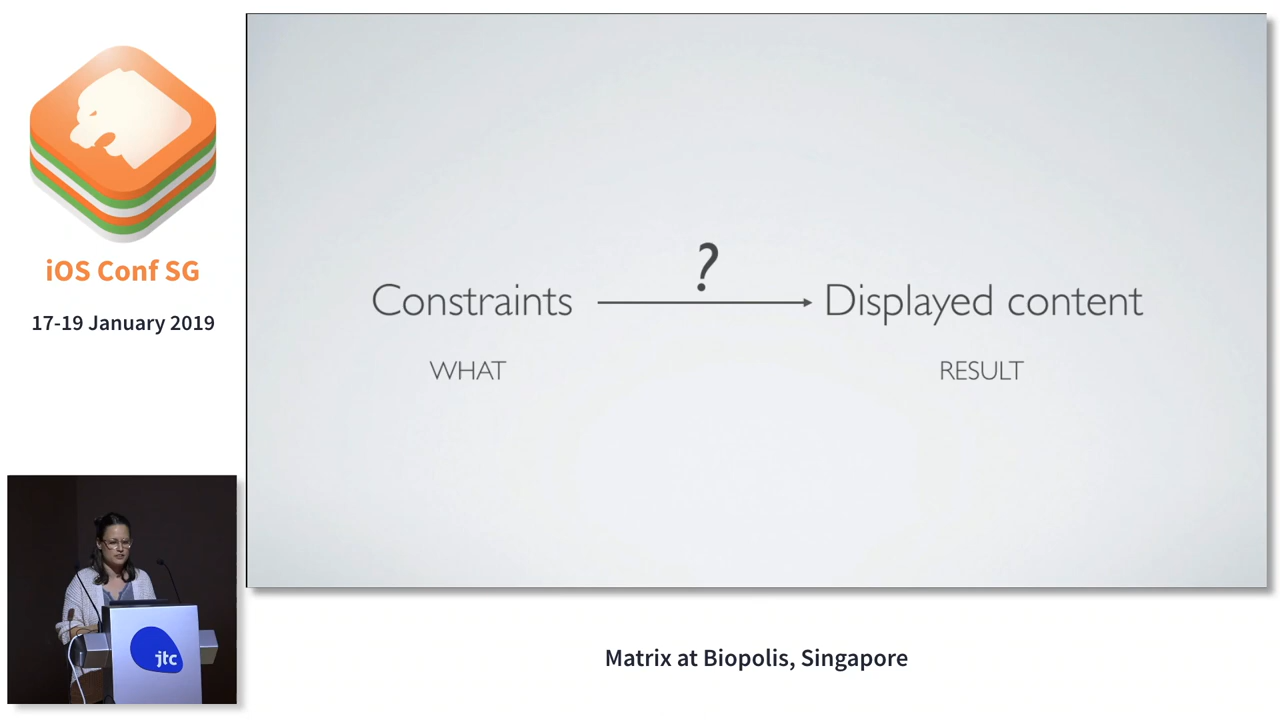 iOS Conf SG
17-19 January 2019
?
Constraints
Displayed content
WHAT
RESULT
jtc
Matrix at Biopolis, Singapore